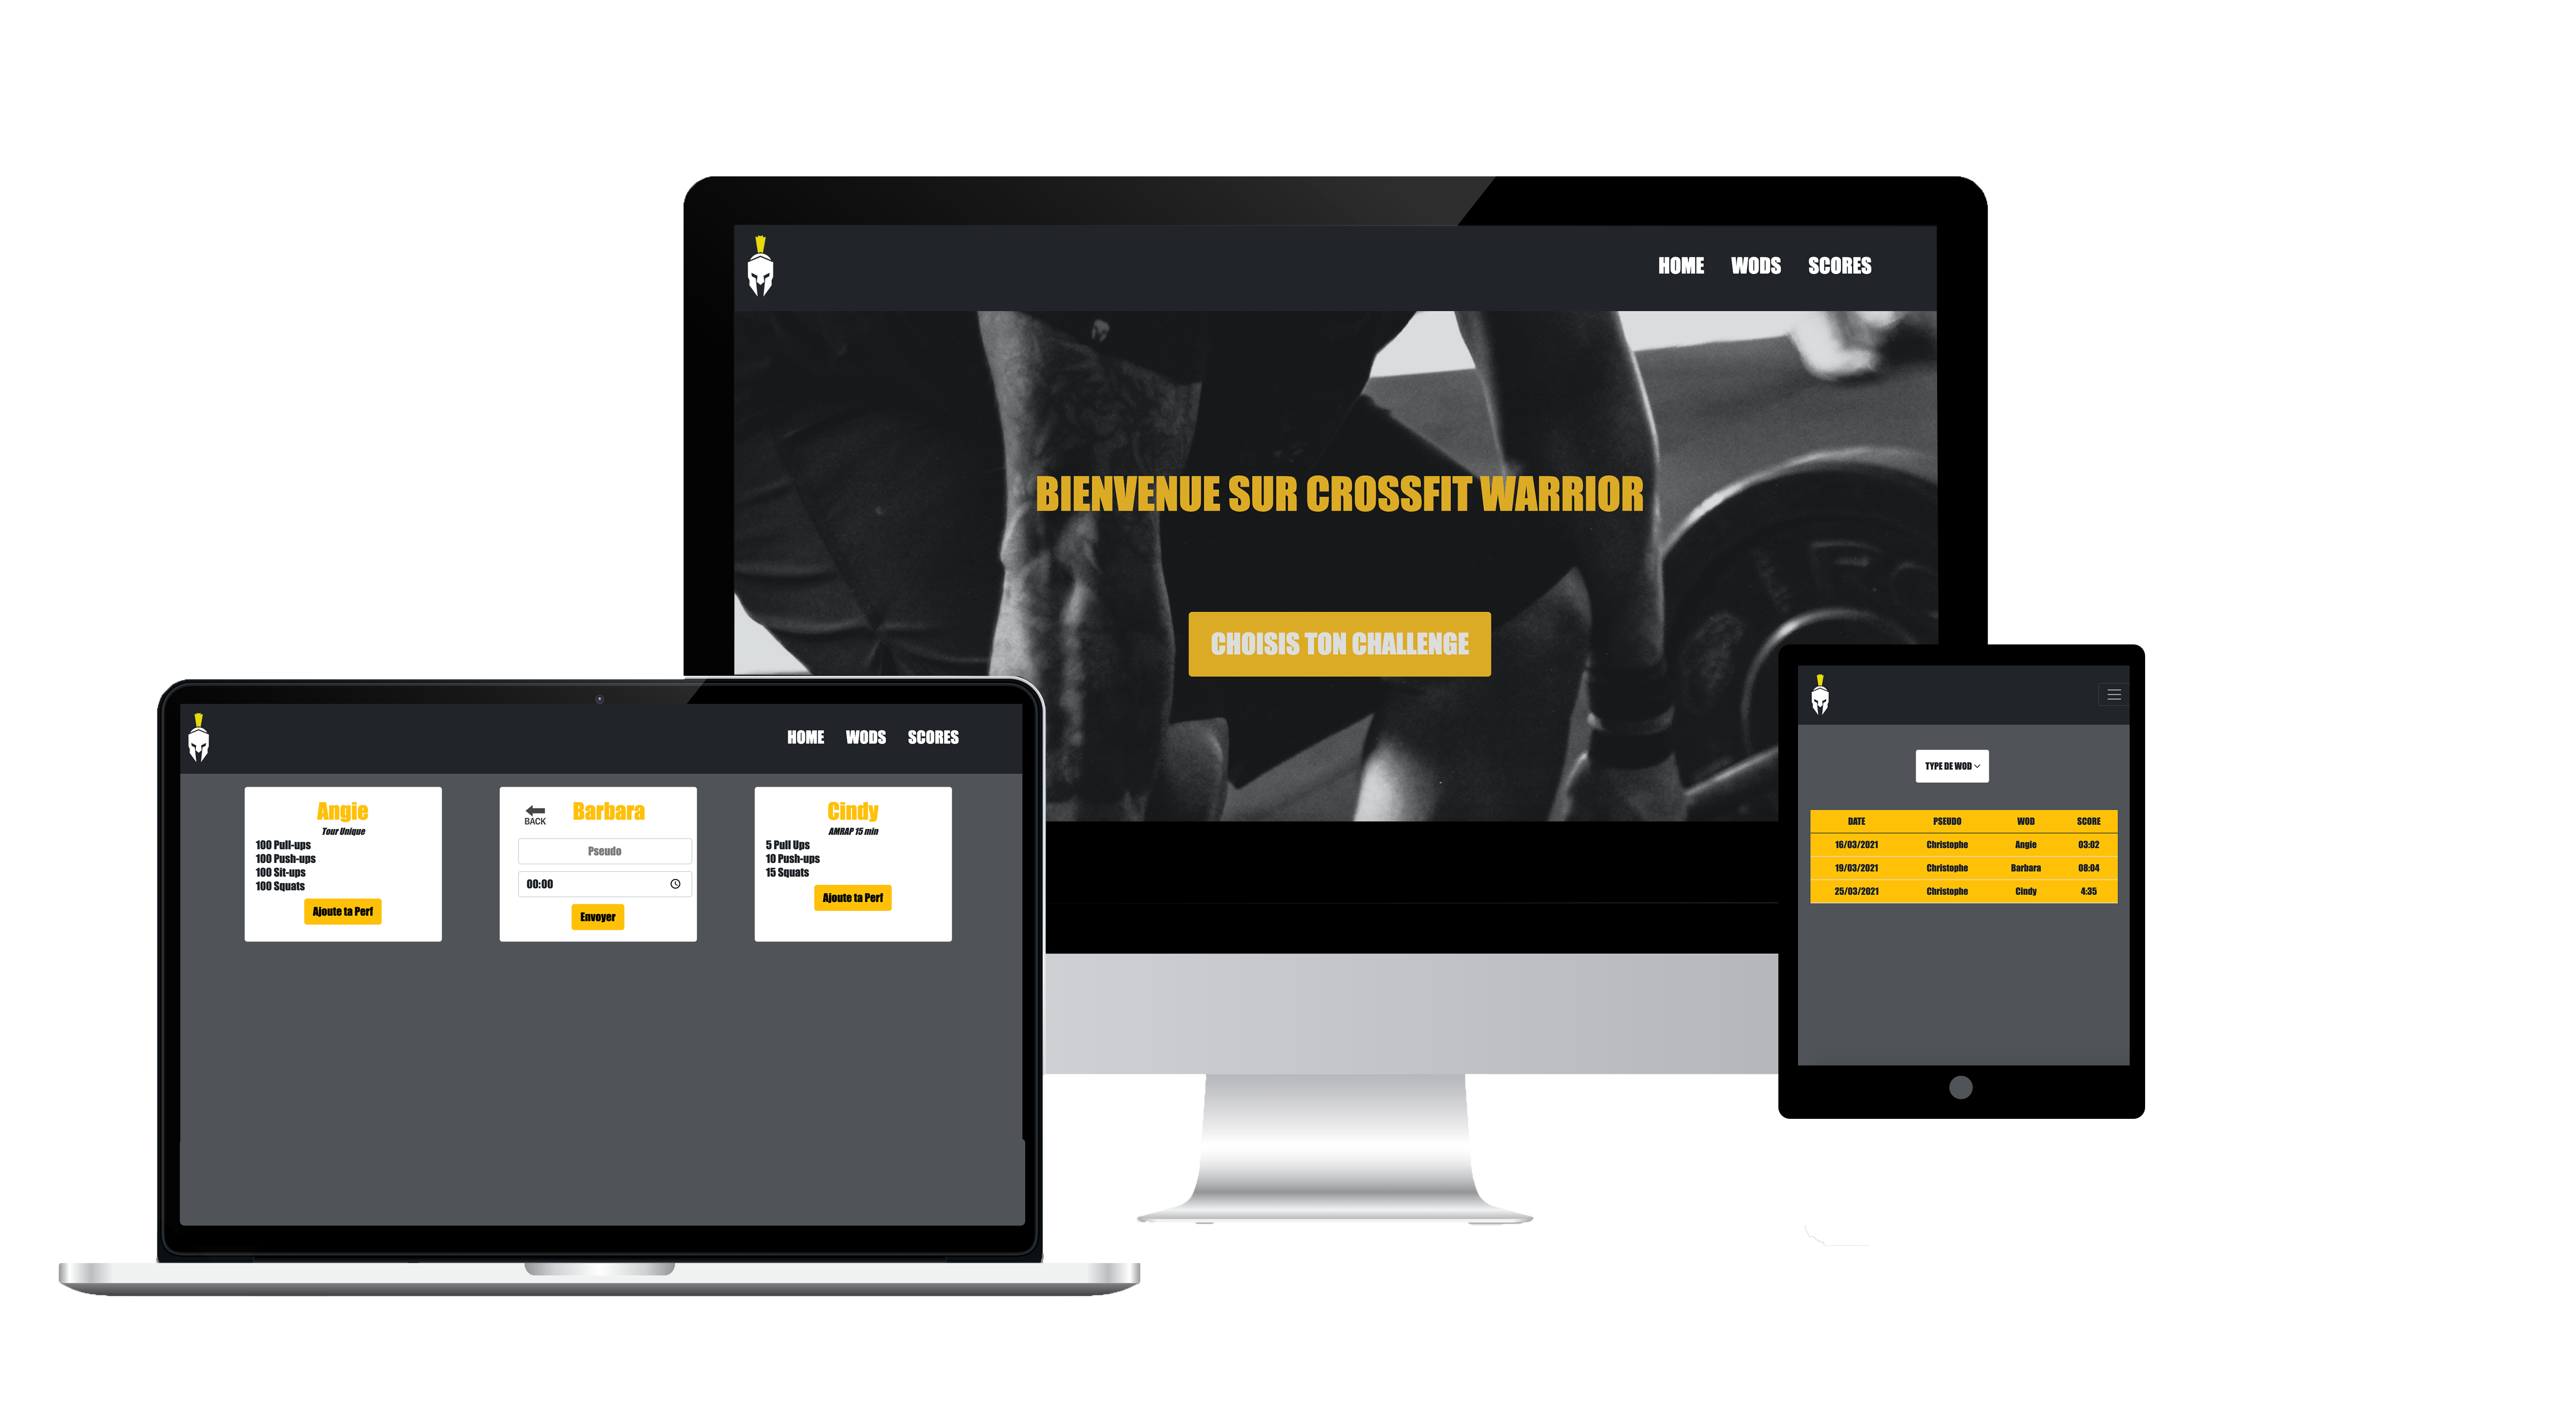 HOME WODS SCORES
BIENVENUE SUR CROSSFIT WARRIOR
CHOISIS TON CHALLENGE
HOME WODS SCORES
Angie
Tour Unique
100 Pull-ups
100 Push-ups
100 Sit-ups
100 Squats
Ajoute ta Perf
BACK
Barbara
Pseudo
00:00
Envoyer
Cindy
AMRAP 15 min
5 Pull Ups
10 Push-ups
15 Squats
Ajoute ta Perf
TYPE DE WOD
DATE PSEUDO WOD SCORE
16/03/2021 Christophe Angie 03:02
19/03/2021 Christophe Barbara 08:04
25/03/2021 Christophe Cindy 4:35